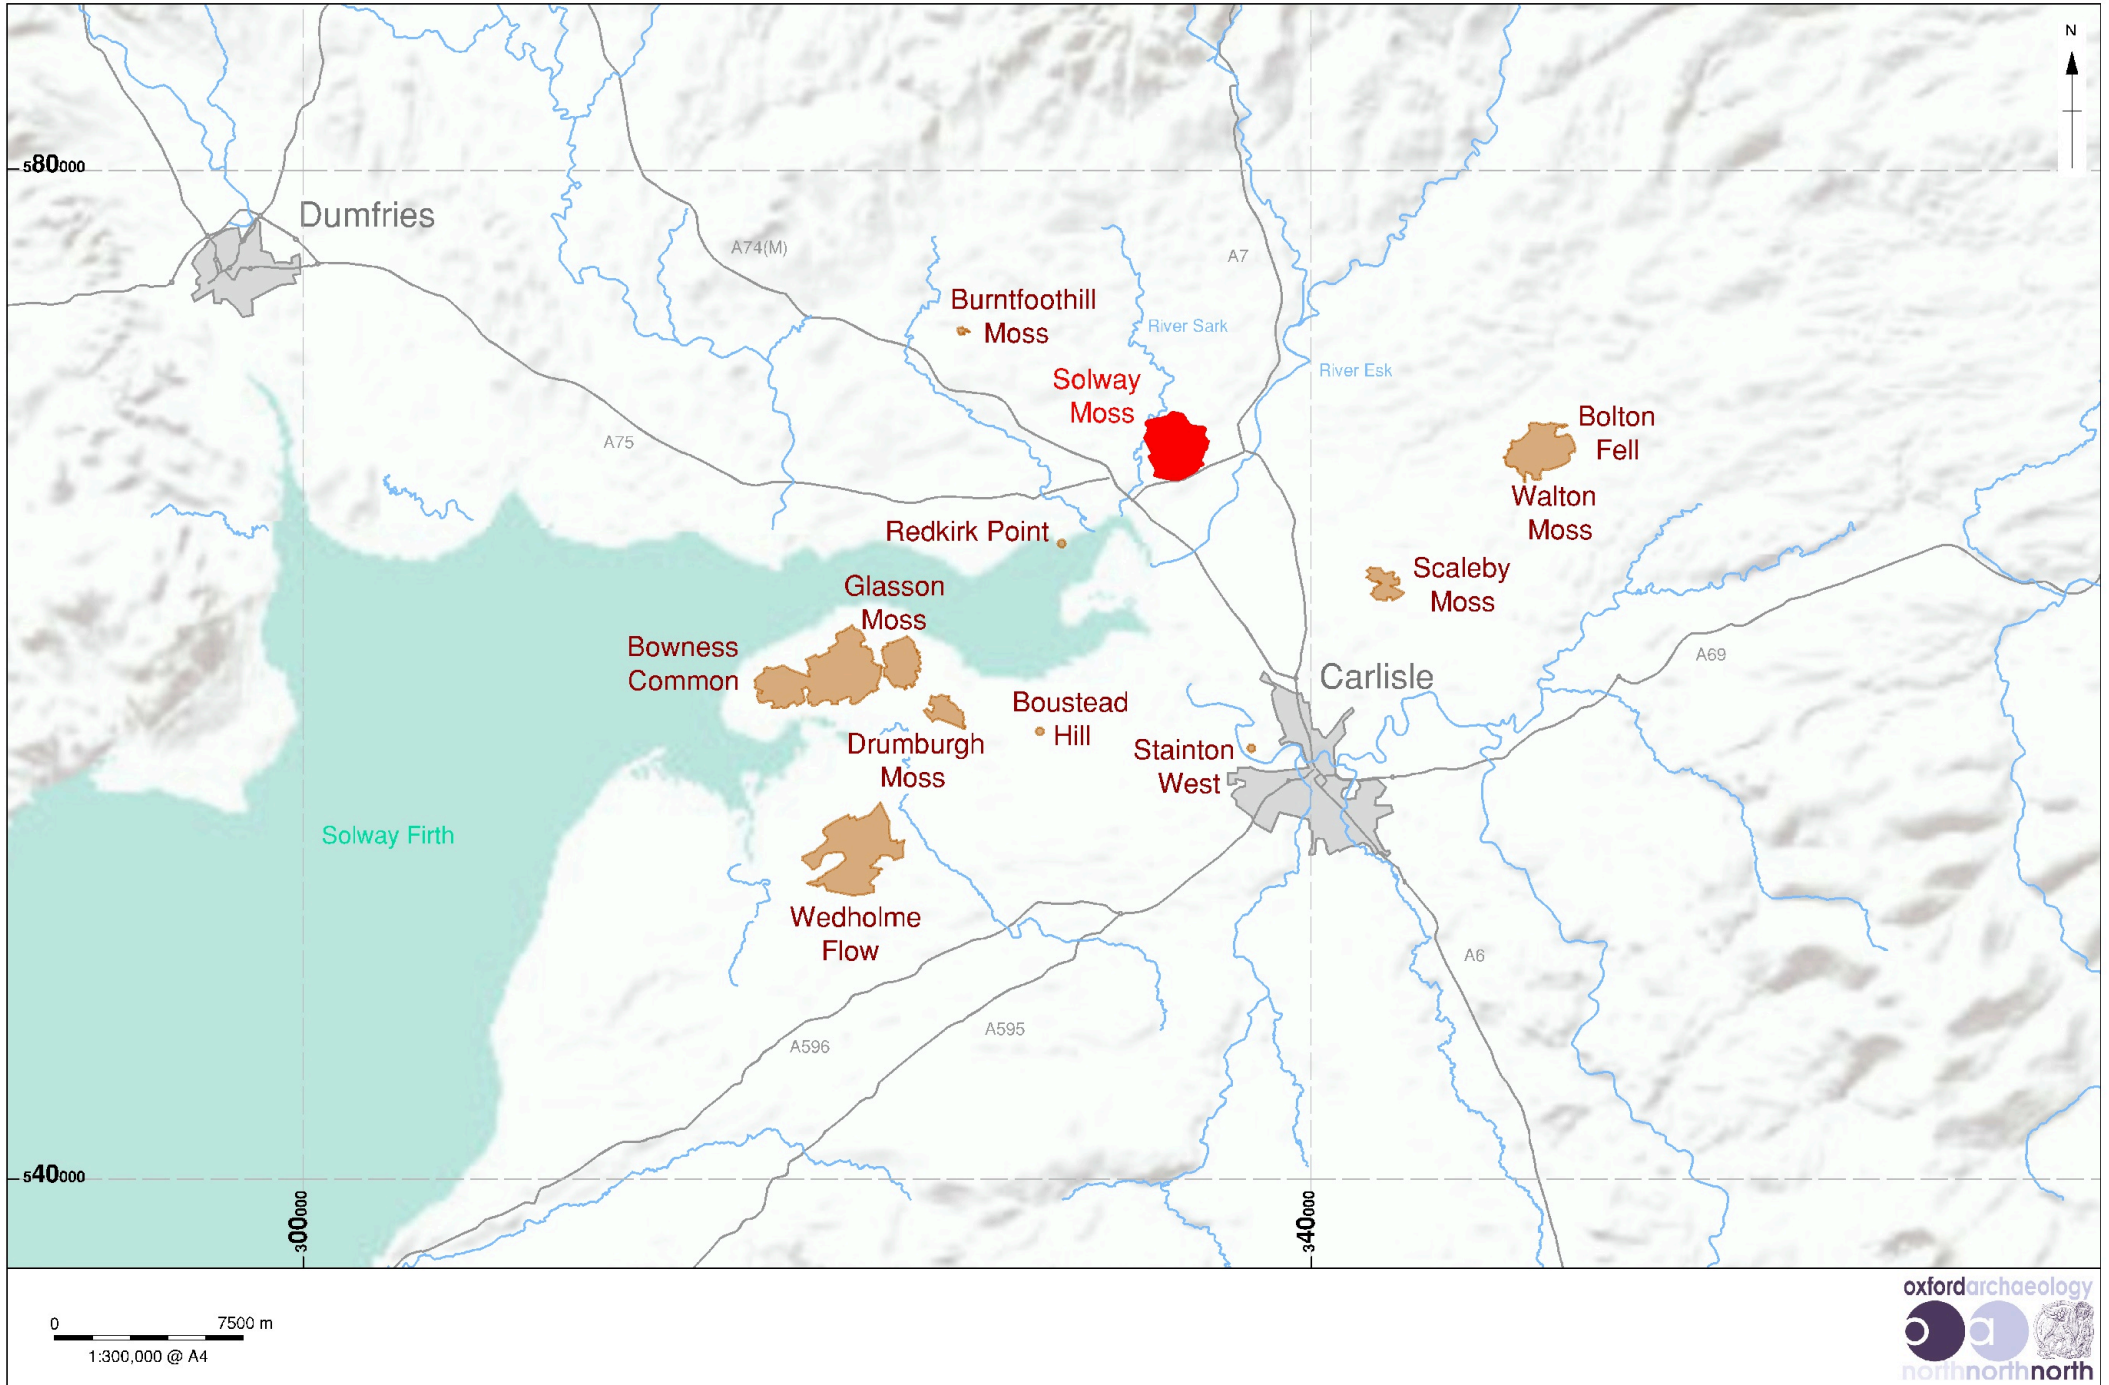 N
580000
Dumfries
A74(M)
A7
Burntfoothill
Moss
River Sark
Solway
Moss
River Esk
A75
Bolton
Fell
Walton
Moss
Redkirk Point
Scaleby
Moss
Glasson
Moss
Bowness
Common
A69
Carlisle
Boustead
Hill
Drumburgh
Moss
Stainton
West
Solway Firth
Wedholme
Flow
A6
A595
A596
540000
300000
340000
0 7500 m
1:300,000 @ A4
oxfordarchaeology
oa
northnorthnorth